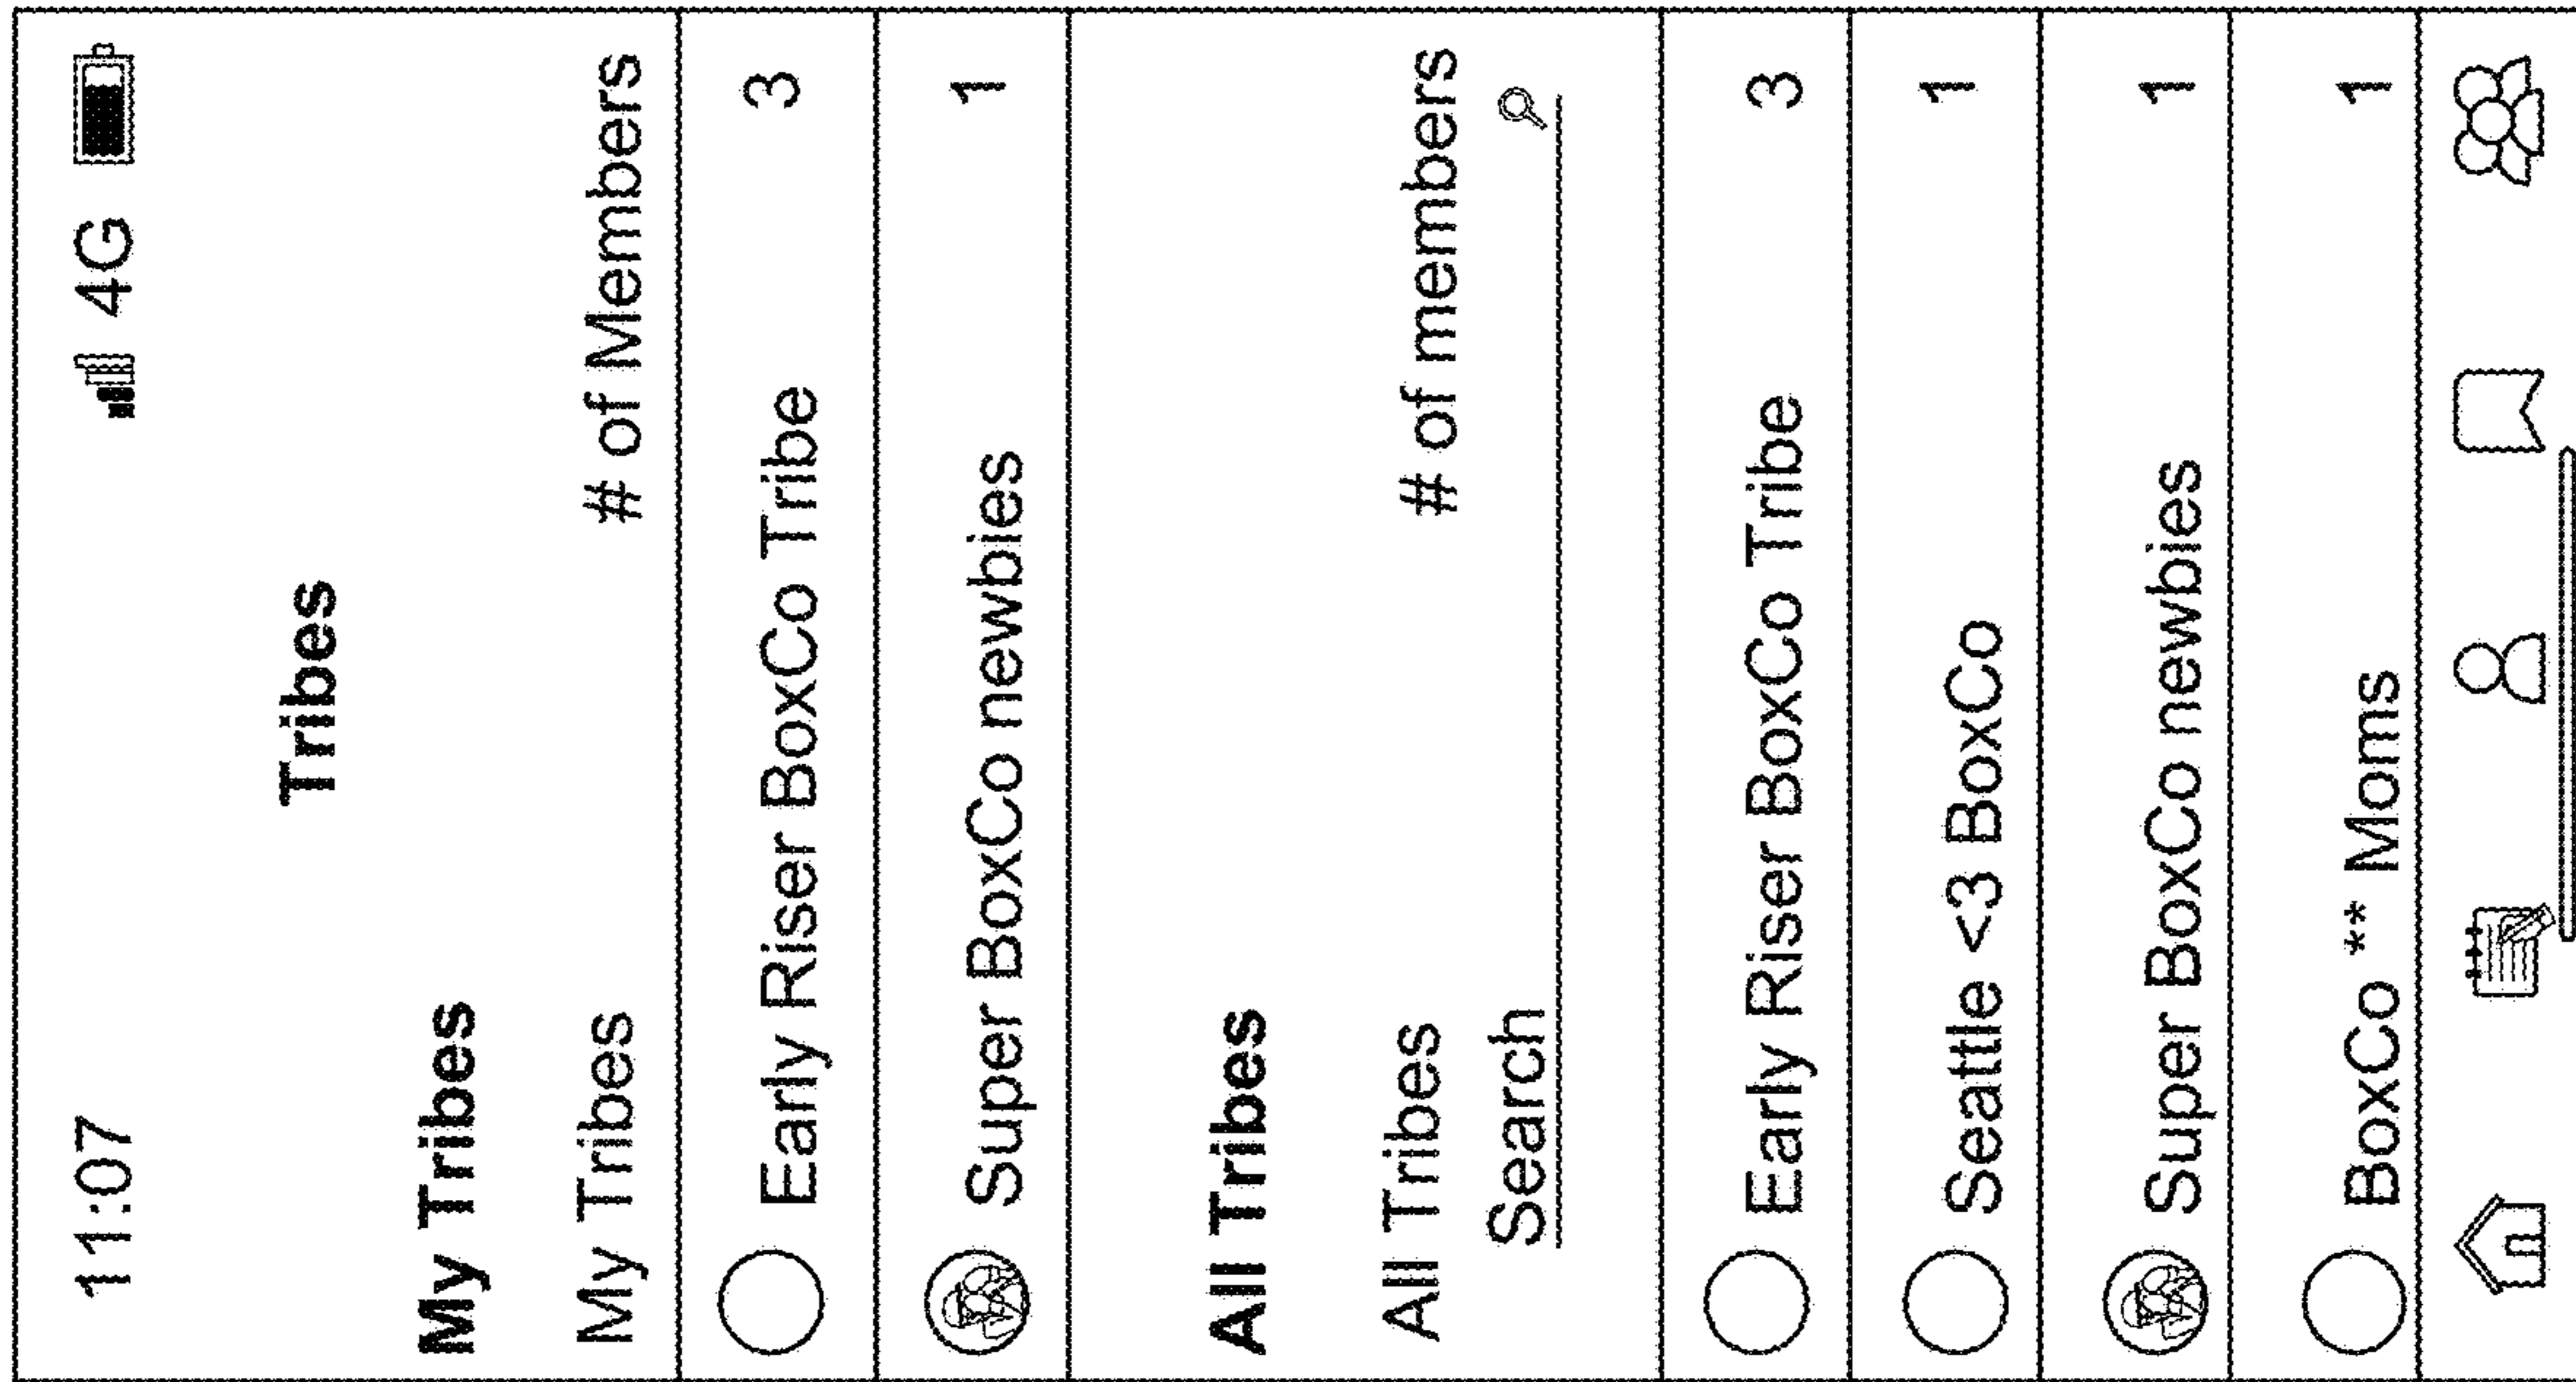 11:07 4G
Tribes
My Tribes
My Tribes # of Members
Early Riser BoxCo Tribe 3
Super BoxCo newbies 1
All Tribes
All Tribes # of members
Search
Early Riser BoxCo Tribe 3
Seattle <3 BoxCo 1
Super BoxCo newbies 1
BoxCo ** Moms 1